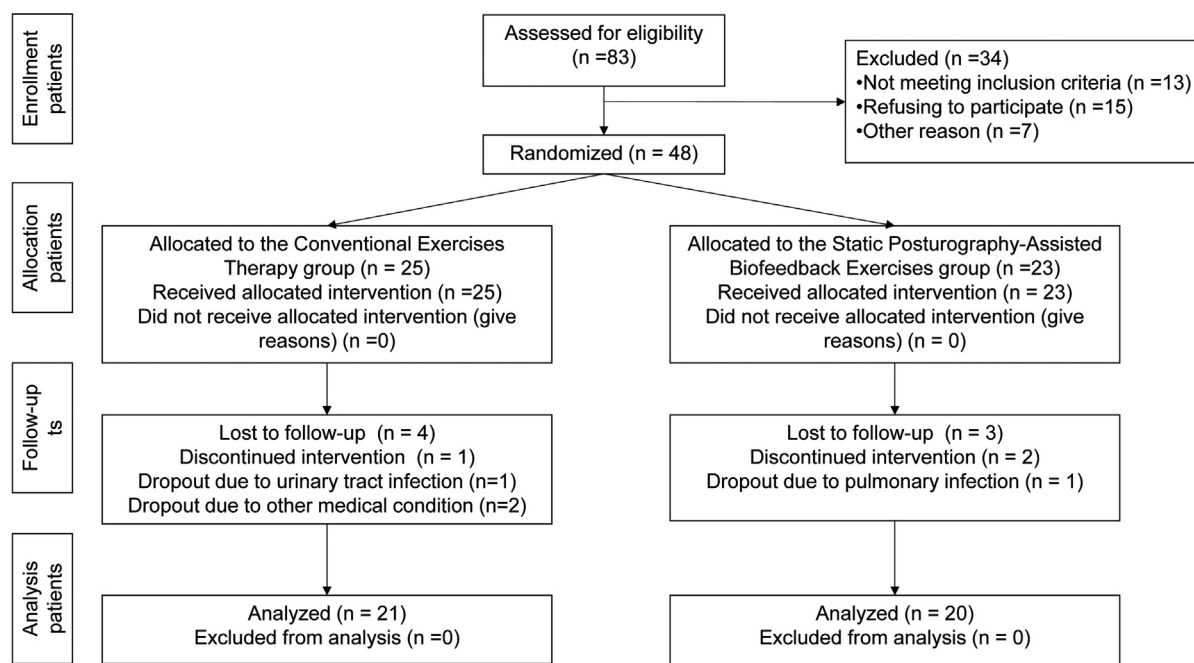 Enrollment
patients
Assessed for eligibility
(n =83)
Excluded (n =34)
•Not meeting inclusion criteria (n =13)
•Refusing to participate (n =15)
•Other reason (n =7)
Randomized (n = 48)
Allocation
patients
Allocated to the Conventional Exercises
Therapy group (n = 25)
Received allocated intervention (n =25)
Did not receive allocated intervention (give
reasons) (n =0)
Allocated to the Static Posturography-Assisted
Biofeedback Exercises group (n =23)
Received allocated intervention (n = 23)
Did not receive allocated intervention (give
reasons) (n = 0)
Follow-up
ts
Lost to follow-up (n = 4)
Discontinued intervention (n = 1)
Dropout due to urinary tract infection (n=1)
Dropout due to other medical condition (n=2)
Lost to follow-up (n = 3)
Discontinued intervention (n = 2)
Dropout due to pulmonary infection (n = 1)
Analysis
patients
Analyzed (n = 21)
Excluded from analysis (n =0)
Analyzed (n = 20)
Excluded from analysis (n = 0)